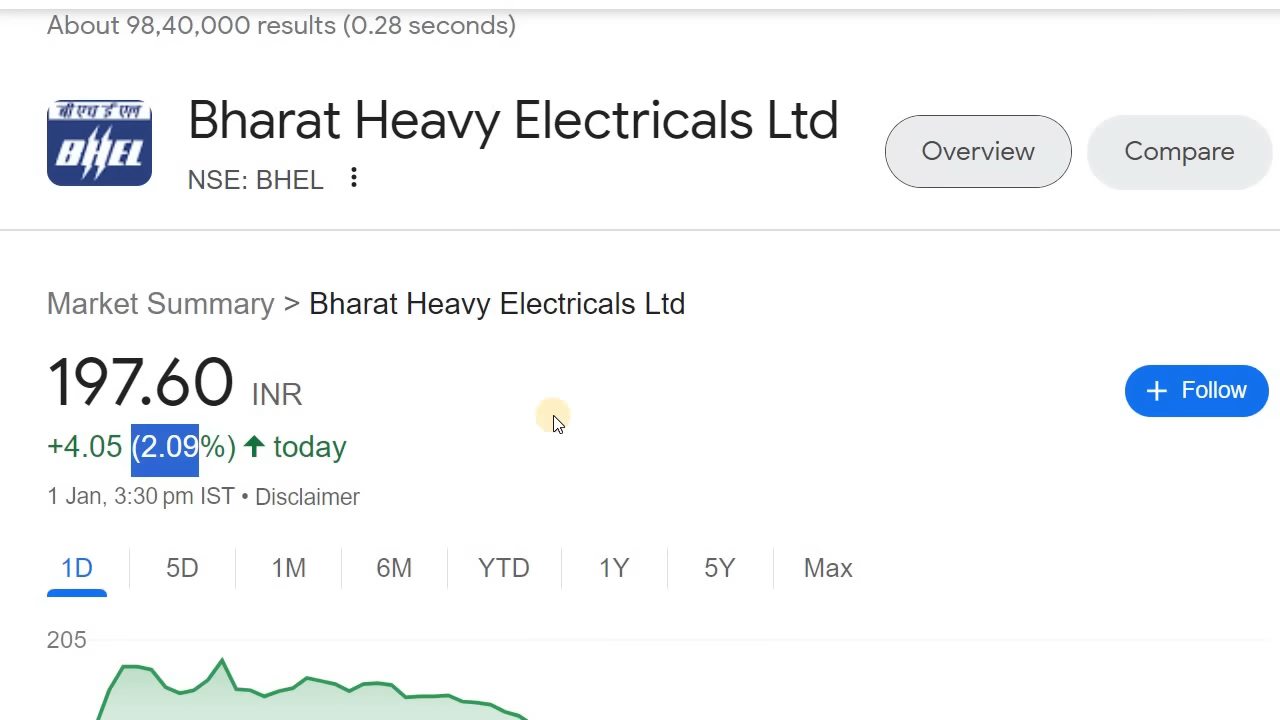 About 98,40,000 results (0.28 seconds)
बी एच ई एल
BHEL
Bharat Heavy Electricals Ltd
NSE: BHEL
Overview
Compare
Market Summary > Bharat Heavy Electricals Ltd
197.60 INR
+ Follow
+4.05 (2.09%) ↑ today
1 Jan, 3:30 pm IST • Disclaimer
1D 5D 1M 6M YTD 1Y 5Y Max
205